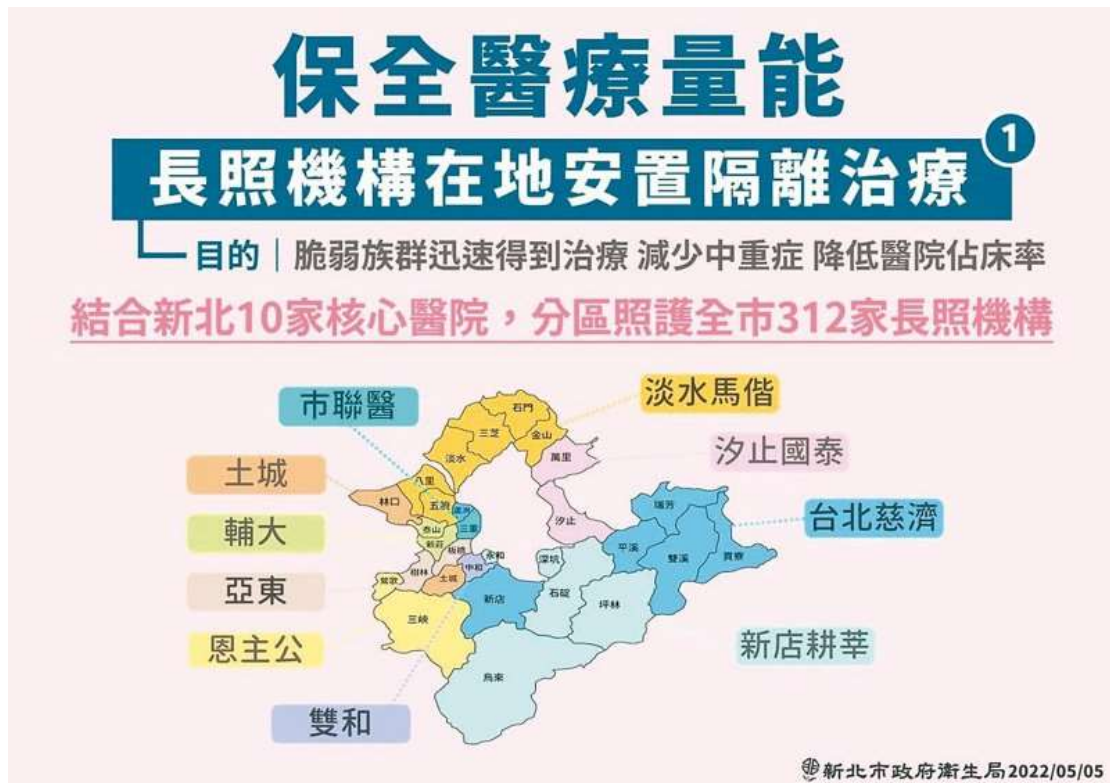 保全醫療量能
長照機構在地安置隔離治療
1
目的｜脆弱族群迅速得到治療 減少中重症 降低醫院佔床率
結合新北10家核心醫院，分區照護全市312家長照機構
市聯醫
淡水馬偕
汐止國泰
土城
台北慈濟
輔大
亞東
恩主公
新店耕莘
雙和
石門
三芝
金山
淡水
萬里
八里
林口
五股
蘆洲
三重
泰山
新莊
板橋
永和
中和
樹林
鶯歌
土城
三峽
新店
汐止
瑞芳
平溪
雙溪
貢寮
深坑
石碇
坪林
烏來
新北市政府衛生局2022/05/05